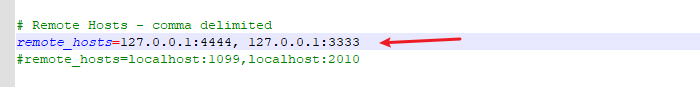 # Remote Hosts - comma delimited
remote_hosts=127.0.0.1:4444, 127.0.0.1:3333
#remote_hosts=localhost:1099,localhost:2010